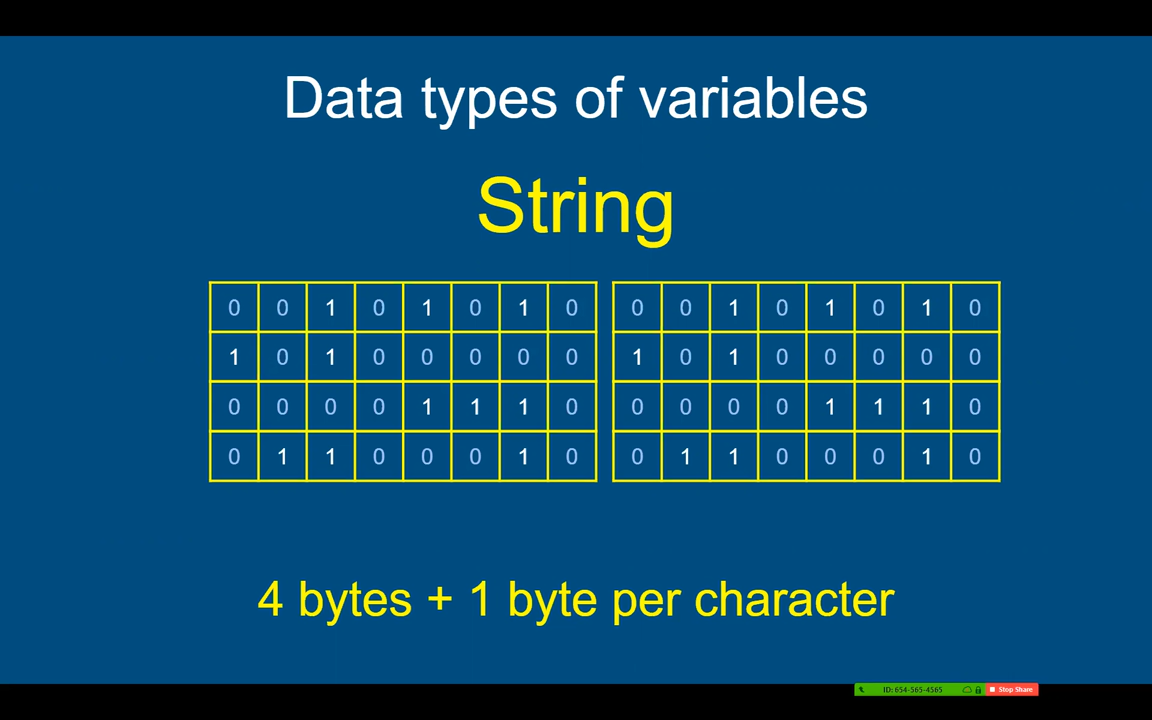 Data types of variables
String
0 0 1 0 1 0 1 0 0 0 1 0 1 0 1 0
1 0 1 0 0 0 0 0 1 0 1 0 0 0 0 0
0 0 0 0 1 1 1 0 0 0 0 0 1 1 1 0
0 1 1 0 0 0 1 0 0 1 1 0 0 0 1 0
4 bytes + 1 byte per character
ID: 654-565-4565 Stop Share